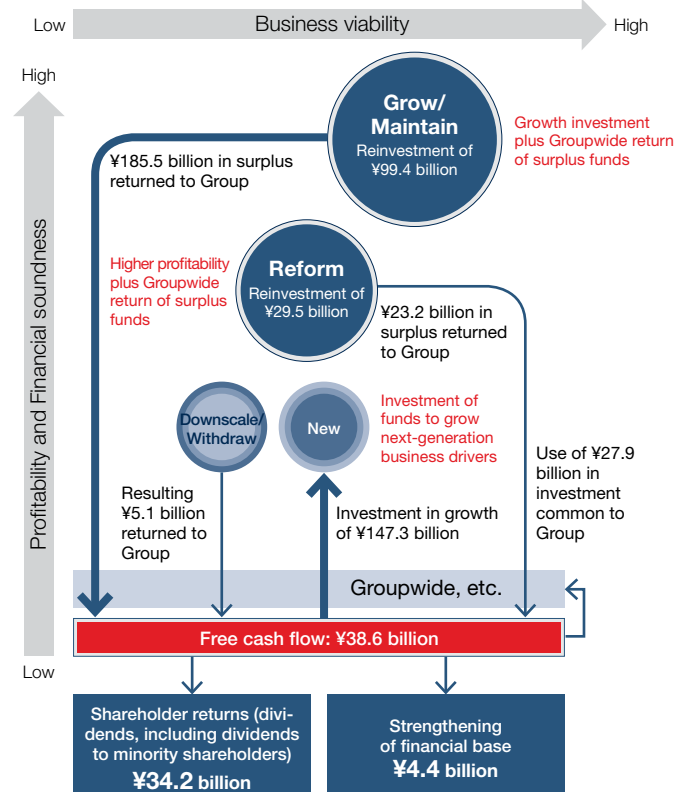 Low
Business viability
High
High
Profitability and Financial soundness
Low
Grow/
Maintain
Reinvestment of
¥99.4 billion
Growth investment
plus Groupwide return
of surplus funds
¥185.5 billion in surplus
returned to Group
Higher profitability
plus Groupwide
return of surplus
funds
Reform
Reinvestment of
¥29.5 billion
¥23.2 billion in
surplus returned
to Group
Downscale/
Withdraw
New
Investment of
funds to grow
next-generation
business drivers
Resulting
¥5.1 billion
returned to
Group
Investment in growth
of ¥147.3 billion
Use of ¥27.9
billion in
investment
common to
Group
Groupwide, etc.
Free cash flow: ¥38.6 billion
Shareholder returns (divi-
dends, including dividends
to minority shareholders)
¥34.2 billion
Strengthening
of financial base
¥4.4 billion